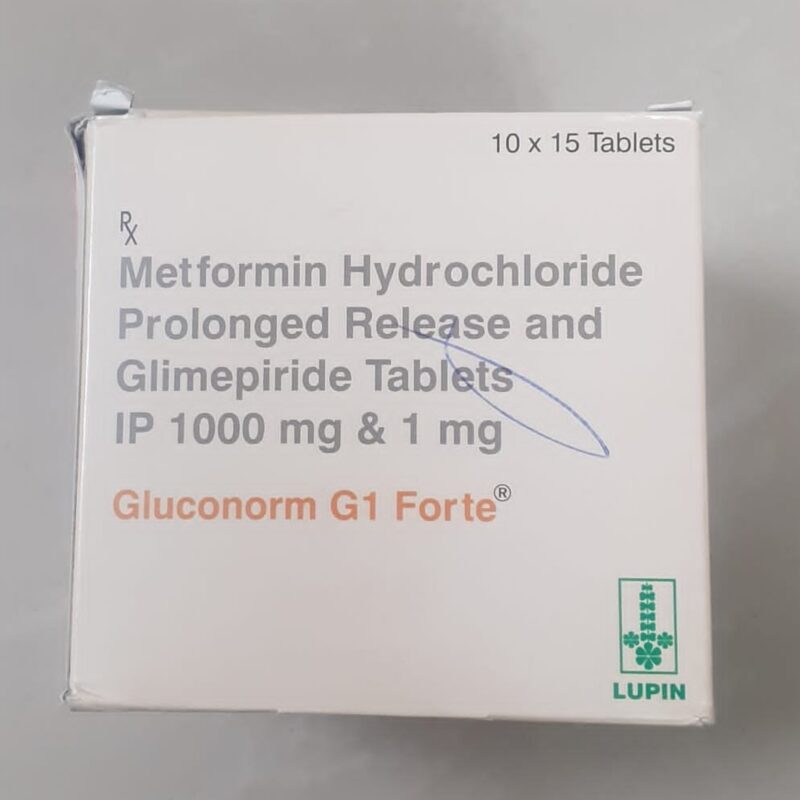 10 x 15 Tablets
Rx
Metformin Hydrochloride
Prolonged Release and
Glimepiride Tablets
IP 1000 mg & 1 mg
Gluconorm G1 Forte®
LUPIN